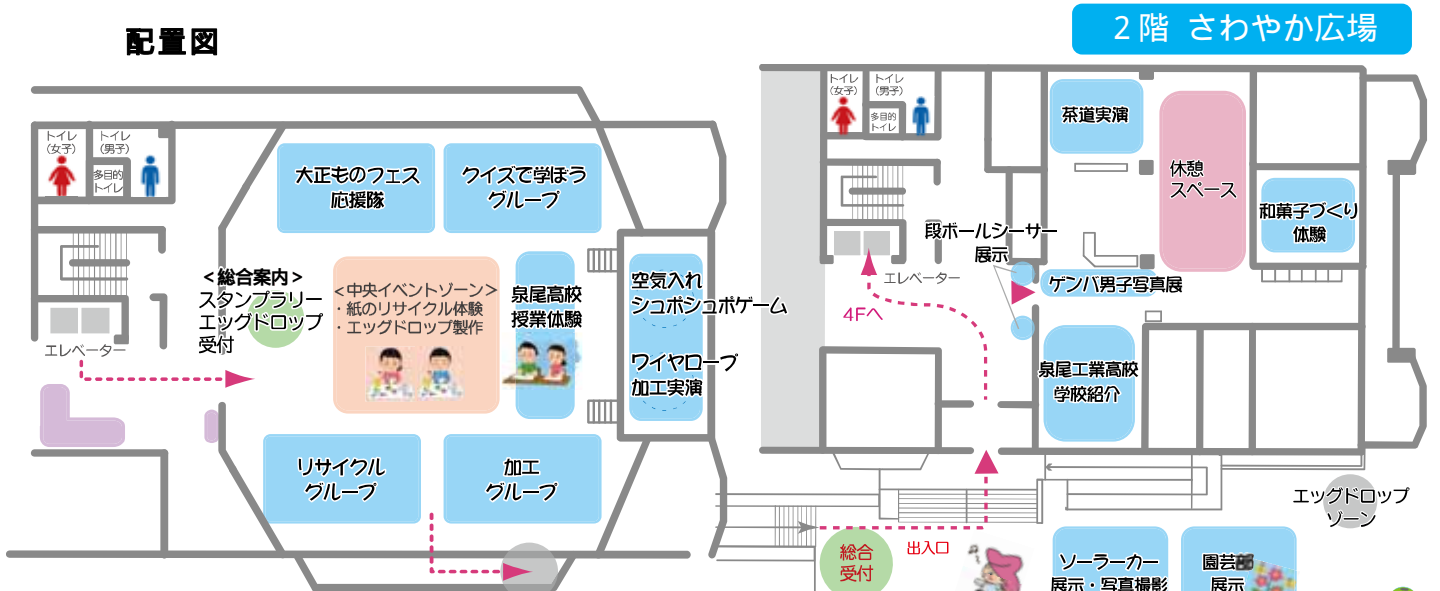 配置図
2階 さわやか広場
トイレ
(女子)
トイレ
(男子)
多目的
トイレ
大正ものフェス
応援隊
クイズで学ぼう
グループ
<総合案内>
スタンプラリー
エッグドロップ
受付
<中央イベントゾーン>
・紙のリサイクル体験
・エッグドロップ製作
泉尾高校
授業体験
空気入れ
シュポシュポゲーム
ワイヤロープ
加工実演
エレベーター
リサイクル
グループ
加工
グループ
トイレ
(女子)
トイレ
(男子)
多目的
トイレ
茶道実演
休憩
スペース
和菓子づくり
体験
段ボールシーサー
展示
エレベーター
ゲンバ男子写真展
4Fへ
泉尾工業高校
学校紹介
エッグドロップ
ゾーン
総合
受付
出入口
ソーラーカー
展示・写真撮影
園芸部
展示